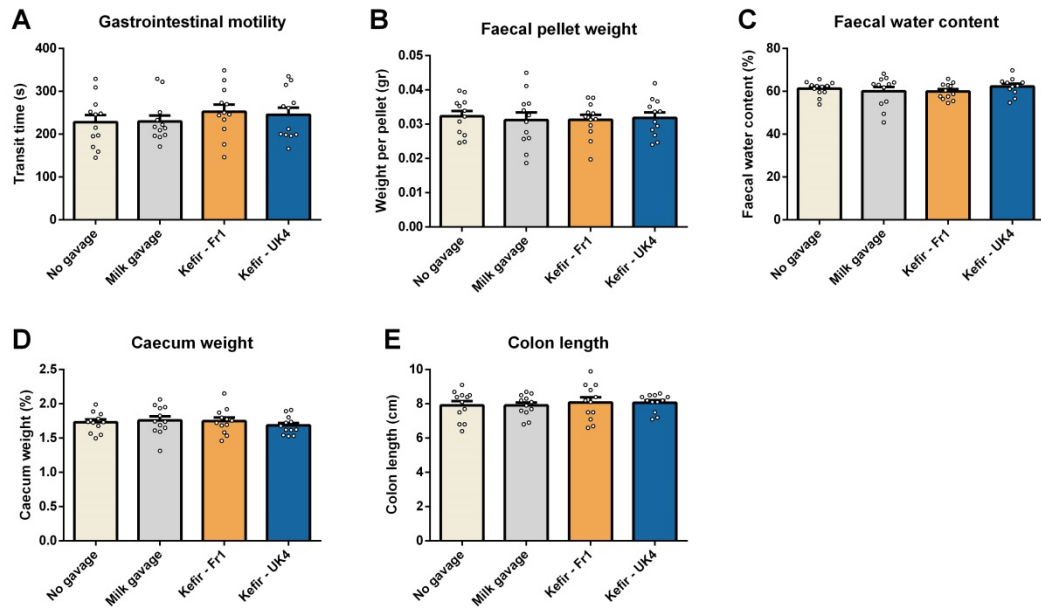 A
Gastrointestinal motility
Transit time (s)
400
300
200
100
0
No gavage
Milk gavage
Kefir - Fr1
Kefir - UK4
B
Faecal pellet weight
Weight per pellet (gr)
0.05
0.04
0.03
0.02
0.01
0.00
No gavage
Milk gavage
Kefir - Fr1
Kefir - UK4
C
Faecal water content
Faecal water content (%)
80
60
40
20
0
No gavage
Milk gavage
Kefir - Fr1
Kefir - UK4
D
Caecum weight
Caecum weight (%)
2.5
2.0
1.5
1.0
0.5
0.0
No gavage
Milk gavage
Kefir - Fr1
Kefir - UK4
E
Colon length
Colon length (cm)
10
8
6
4
2
0
No gavage
Milk gavage
Kefir - Fr1
Kefir - UK4